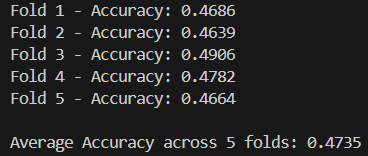 Fold 1 - Accuracy: 0.4686
Fold 2 - Accuracy: 0.4639
Fold 3 - Accuracy: 0.4906
Fold 4 - Accuracy: 0.4782
Fold 5 - Accuracy: 0.4664
Average Accuracy across 5 folds: 0.4735